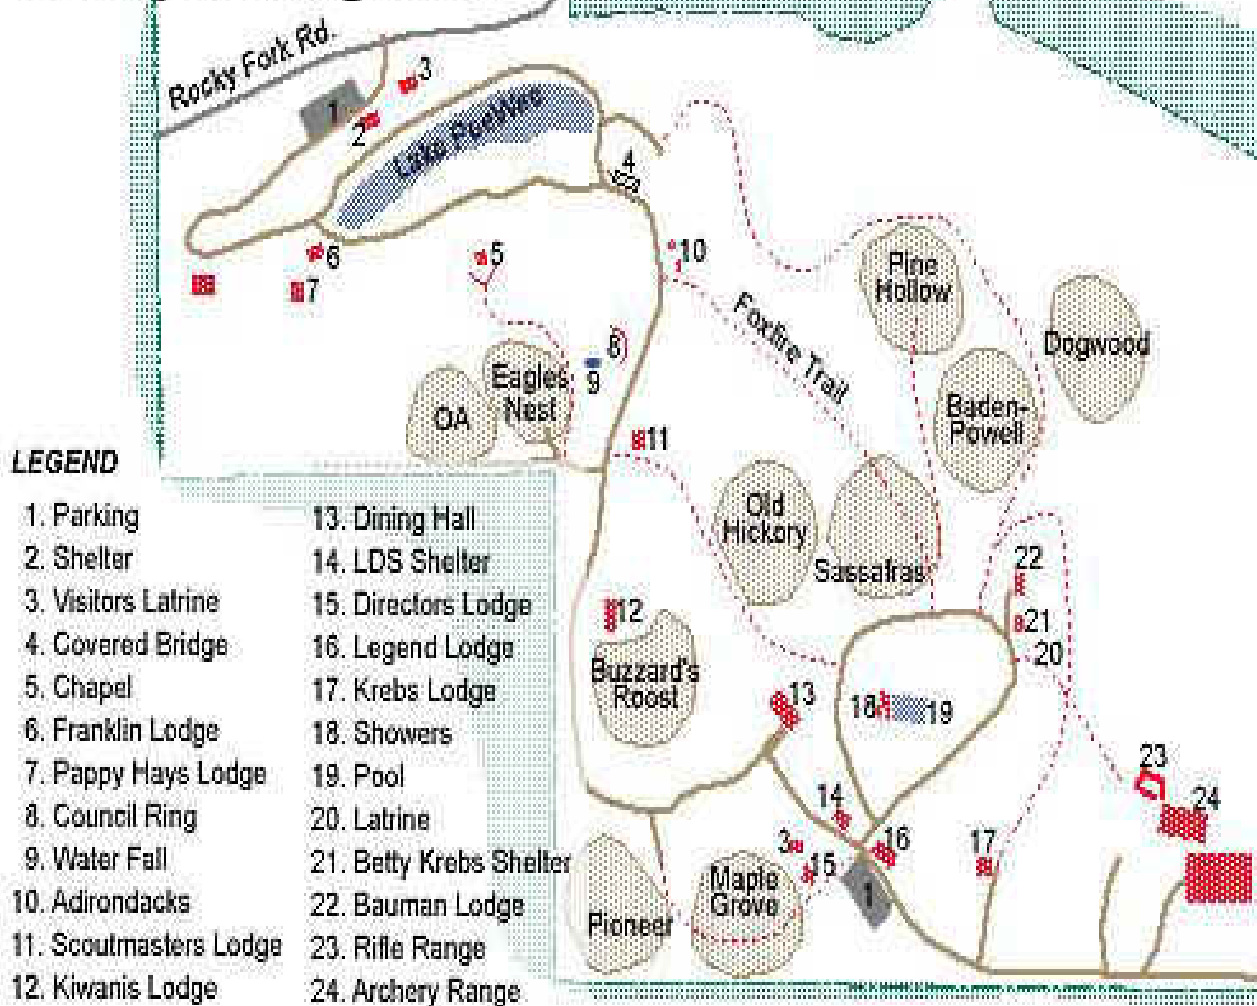 Rocky Fork Rd.
3
1
2
Lake PeeWee
4
6
7
5
10
8
9
Pine
Hollow
Foxfire Trail
Dogwood
Eagles
Nest
OA
Baden-
Powell
11
Old
Hickory
Sassafras
22
21
20
12
Buzzard's
Roost
13
18
19
23
24
14
3
15
16
17
1
Maple
Grove
Pioneer
LEGEND
1. Parking
2. Shelter
3. Visitors Latrine
4. Covered Bridge
5. Chapel
6. Franklin Lodge
7. Pappy Hays Lodge
8. Council Ring
9. Water Fall
10. Adirondacks
11. Scoutmasters Lodge
12. Kiwanis Lodge
13. Dining Hall
14. LDS Shelter
15. Directors Lodge
16. Legend Lodge
17. Krebs Lodge
18. Showers
19. Pool
20. Latrine
21. Betty Krebs Shelter
22. Bauman Lodge
23. Rifle Range
24. Archery Range